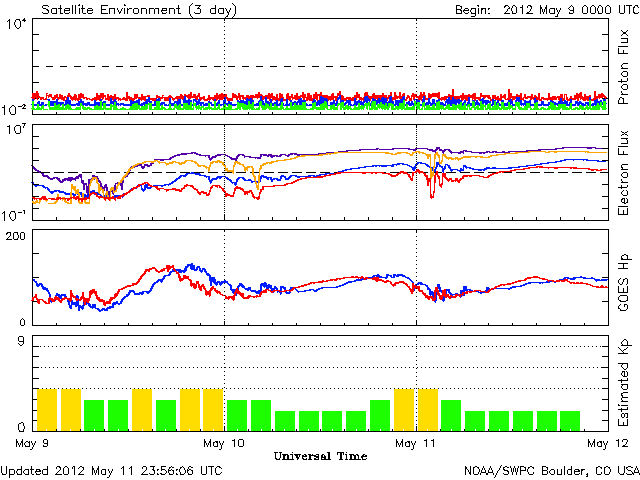 Satellite Environment (3 day)
Begin: 2012 May 9 0000 UTC
10^4
10^-2
Proton Flux
10^7
10^-1
Electron Flux
200
0
GOES Hp
9
0
Estimated Kp
May 9
May 10
May 11
May 12
Universal Time
Updated 2012 May 11 23:56:06 UTC
NOAA/SWPC Boulder, CO USA